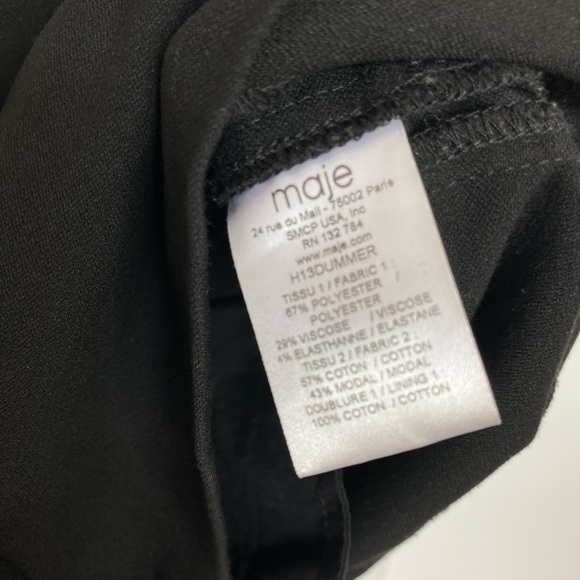 maje
24 rue du Mail - 75002 Paris
SMCP USA, Inc
RN 132 784
www.maje.com
H13DUMMER
TISSU 1 / FABRIC 1 :
67% POLYESTER /
POLYESTER
29% VISCOSE / VISCOSE
4% ELASTHANNE / ELASTANE
TISSU 2 / FABRIC 2 :
57% COTON / COTTON
43% MODAL / MODAL
DOUBLURE 1 / LINING 1 :
100% COTON / COTTON